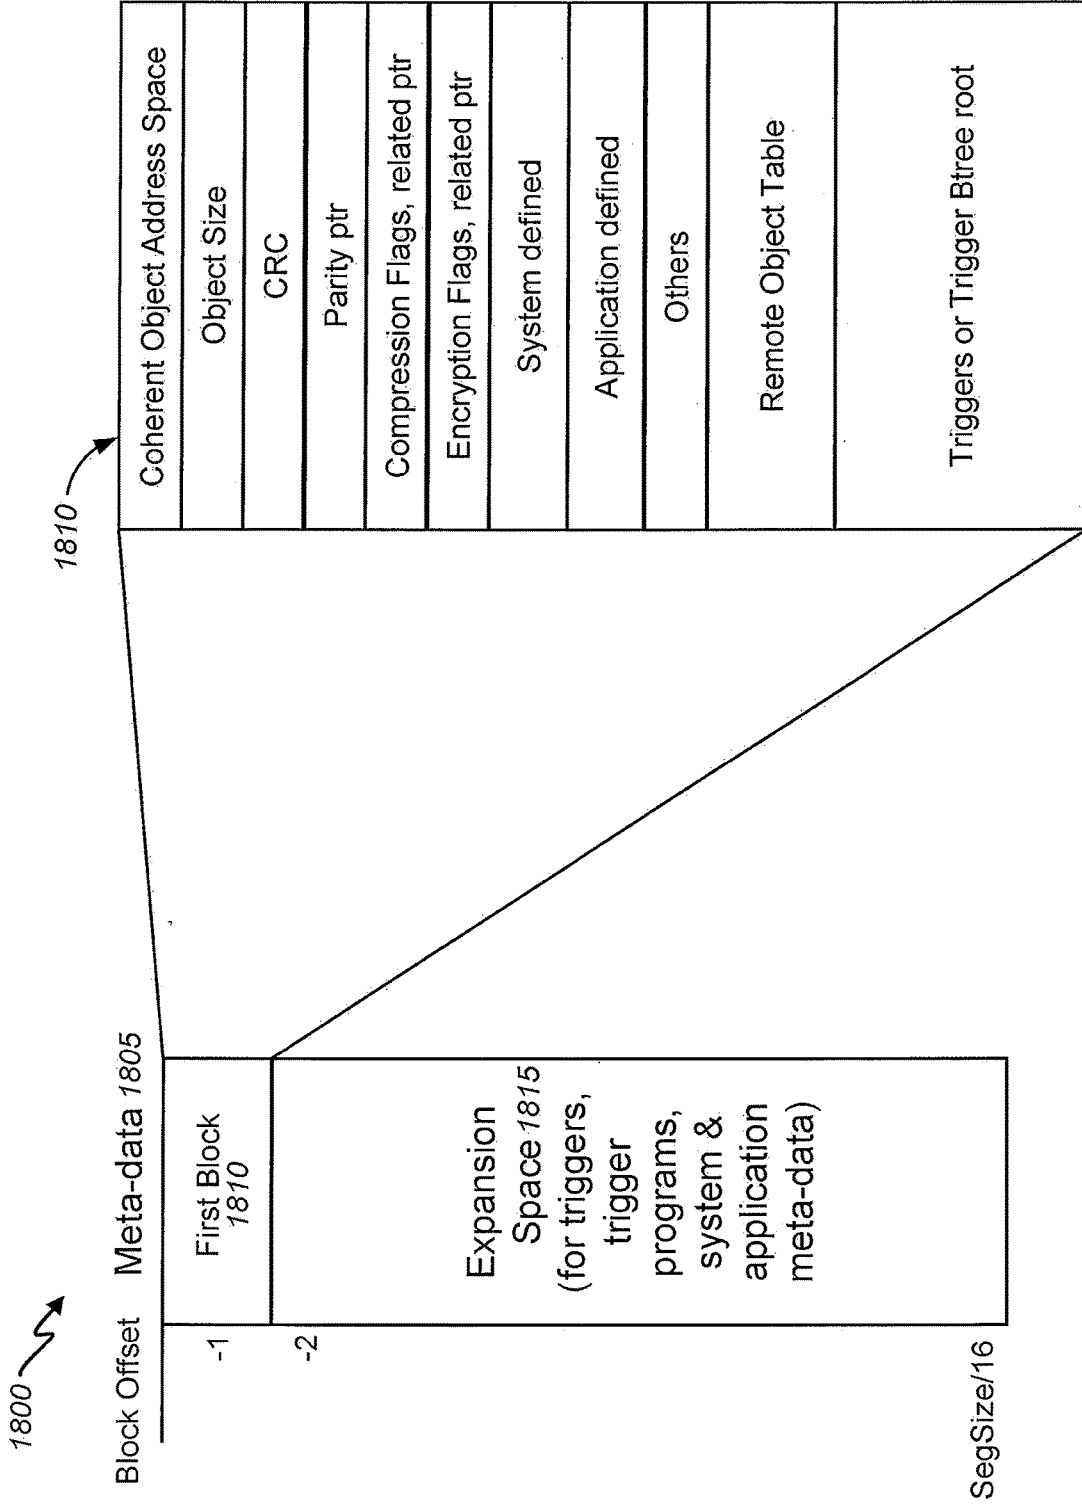 1800
Block Offset
Meta-data 1805
-1
First Block
1810
-2
Expansion
Space 1815
(for triggers,
trigger
programs,
system &
application
meta-data)
SegSize/16
1810
Coherent Object Address Space
Object Size
CRC
Parity ptr
Compression Flags, related ptr
Encryption Flags, related ptr
System defined
Application defined
Others
Remote Object Table
Triggers or Trigger Btree root